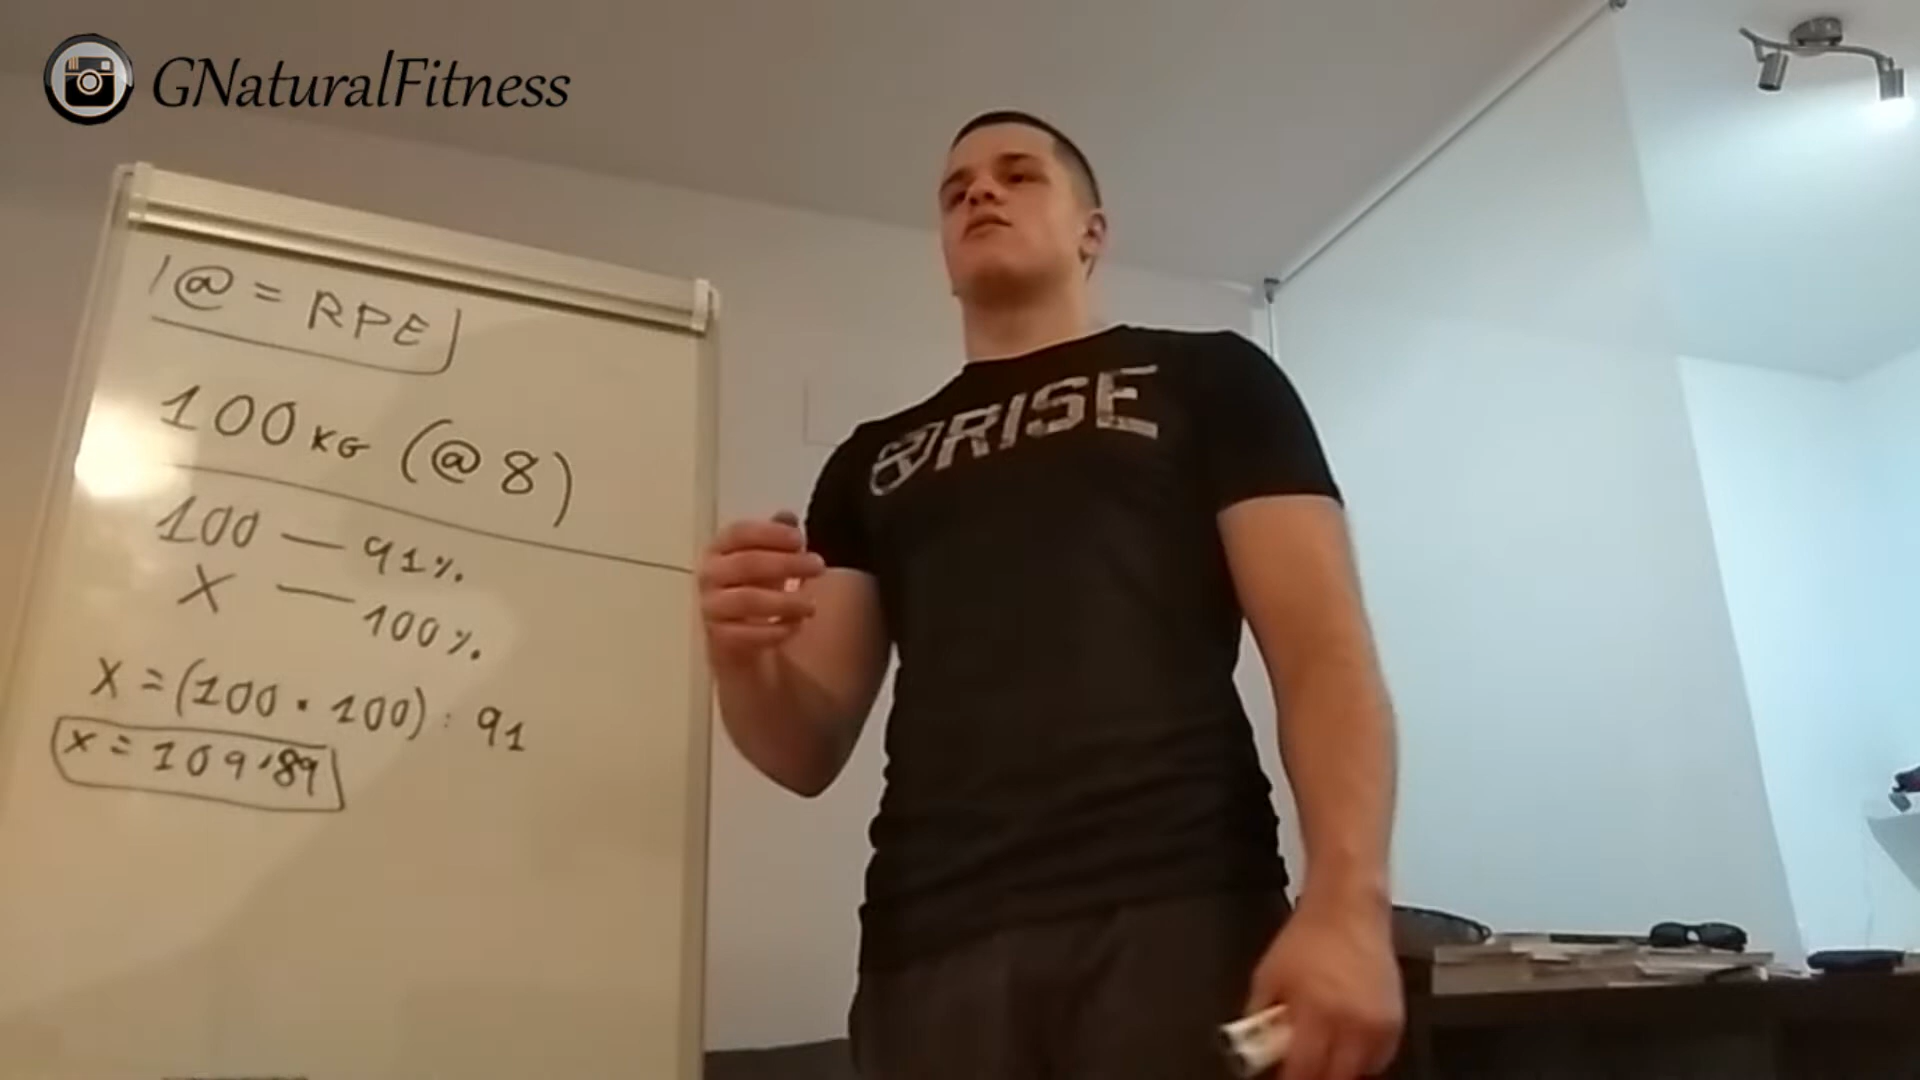 GNaturalFitness
@ = RPE
100 KG (@ 8)
100 — 91%.
X — 100%.
X = (100 · 100) : 91
x = 109'89
RISE